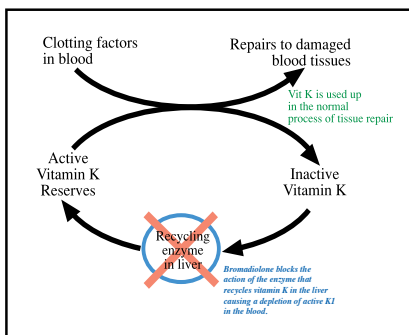 Clotting factors
in blood
Repairs to damaged
blood tissues
Vit K is used up
in the normal
process of tissue repair
Active
Vitamin K
Reserves
Inactive
Vitamin K
Recycling
enzyme
in liver
Bromadiolone blocks the
action of the enzyme that
recycles vitamin K in the liver
causing a depletion of active K1
in the blood.